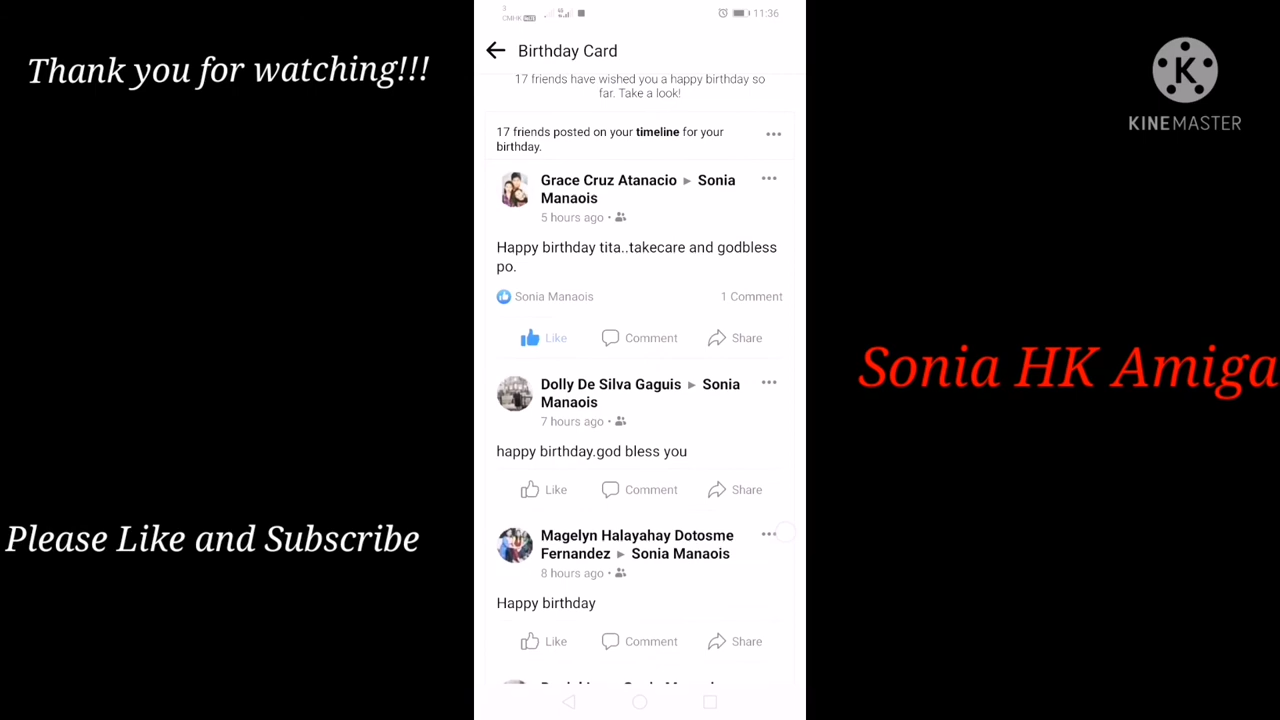 Thank you for watching!!!
Please Like and Subscribe
3
CMHK
11:36
Birthday Card
17 friends have wished you a happy birthday so
far. Take a look!
17 friends posted on your timeline for your
birthday.
Grace Cruz Atanacio ▸ Sonia
Manaois
5 hours ago •
Happy birthday tita..takecare and godbless
po.
Sonia Manaois 1 Comment
Like Comment Share
Dolly De Silva Gaguis ▸ Sonia
Manaois
7 hours ago •
happy birthday.god bless you
Like Comment Share
Magelyn Halayahay Dotosme
Fernandez ▸ Sonia Manaois
8 hours ago •
Happy birthday
Like Comment Share
K
KINEMASTER
Sonia HK Amiga